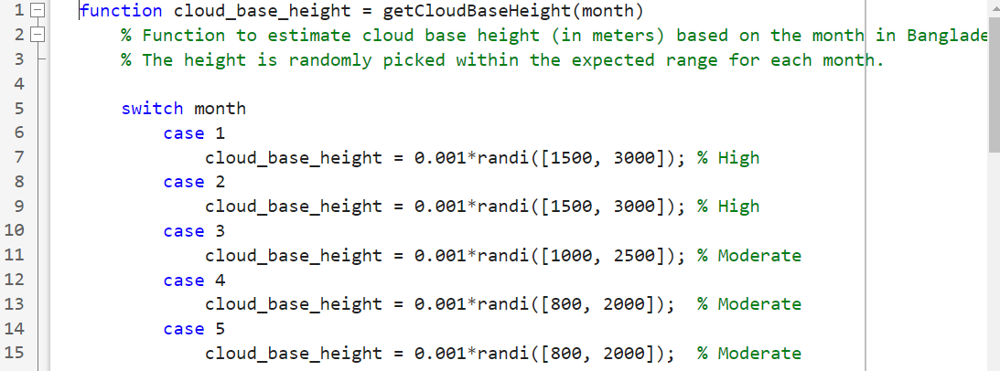 1 function cloud_base_height = getCloudBaseHeight(month)
2 % Function to estimate cloud base height (in meters) based on the month in Banglade
3 % The height is randomly picked within the expected range for each month.
4
5 switch month
6 case 1
7 cloud_base_height = 0.001*randi([1500, 3000]); % High
8 case 2
9 cloud_base_height = 0.001*randi([1500, 3000]); % High
10 case 3
11 cloud_base_height = 0.001*randi([1000, 2500]); % Moderate
12 case 4
13 cloud_base_height = 0.001*randi([800, 2000]);  % Moderate
14 case 5
15 cloud_base_height = 0.001*randi([800, 2000]);  % Moderate